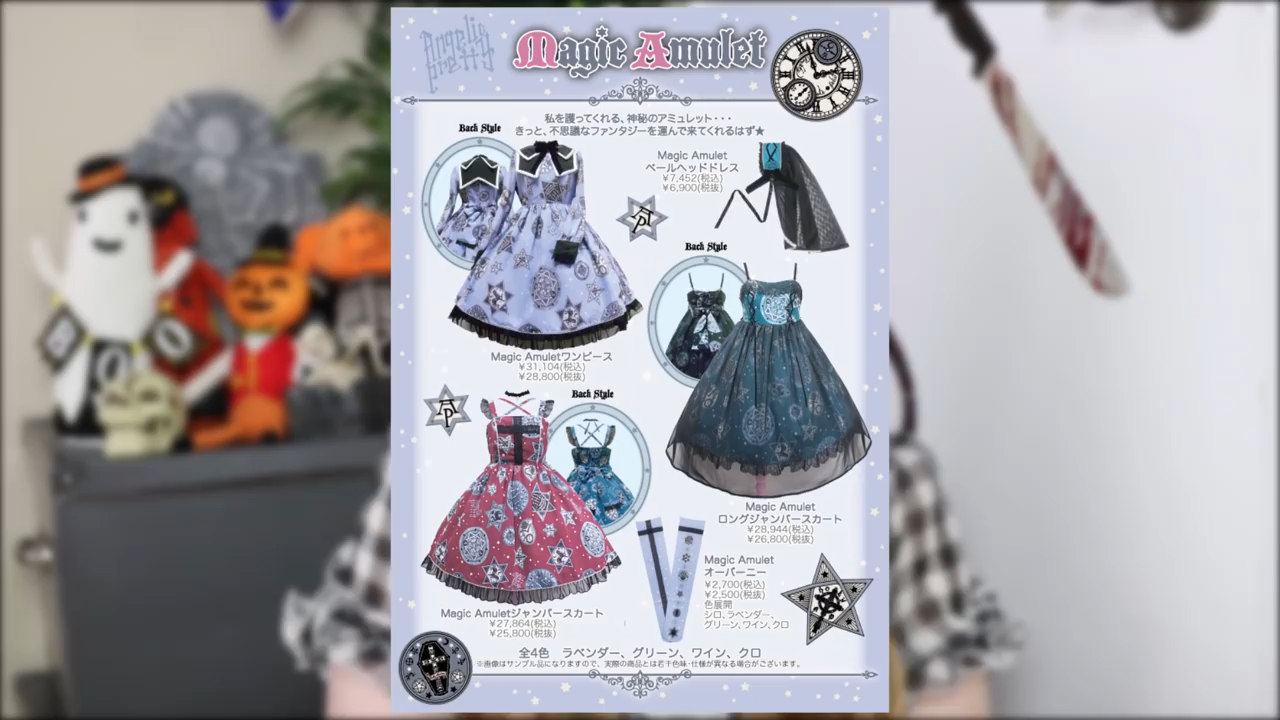 Angelic
Pretty
Magic Amulet
私を護ってくれる、神秘のアミュレット・・・
きっと、不思議なファンタジーを運んで来てくれるはず★
Back Style
Magic Amulet
ベールヘッドドレス
¥7,452(税込)
¥6,900(税抜)
AP
Back Style
Magic Amuletワンピース
¥31,104(税込)
¥28,800(税抜)
AP
Back Style
Magic Amulet
ロングジャンパースカート
¥28,944(税込)
¥26,800(税抜)
Magic Amulet
オーバーニー
¥2,700(税込)
¥2,500(税抜)
色展開
シロ、ラベンダー、
グリーン、ワイン、クロ
Magic Amuletジャンパースカート
¥27,864(税込)
¥25,800(税抜)
全4色 ラベンダー、グリーン、ワイン、クロ
※画像はサンプル品になりますので、実際の商品とは若干色味・仕様が異なる場合がございます。
BOO